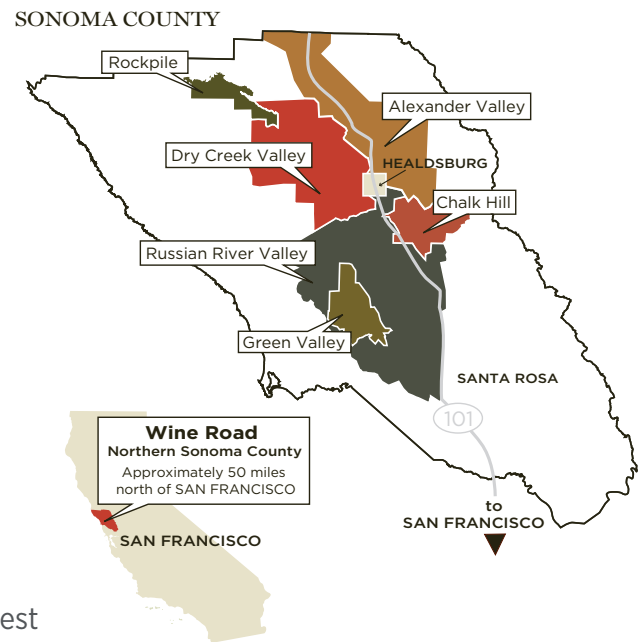 SONOMA COUNTY
Rockpile
Alexander Valley
Dry Creek Valley
HEALDSBURG
Chalk Hill
Russian River Valley
Green Valley
SANTA ROSA
101
Wine Road
Northern Sonoma County
Approximately 50 miles
north of SAN FRANCISCO
to
SAN FRANCISCO
SAN FRANCISCO
est